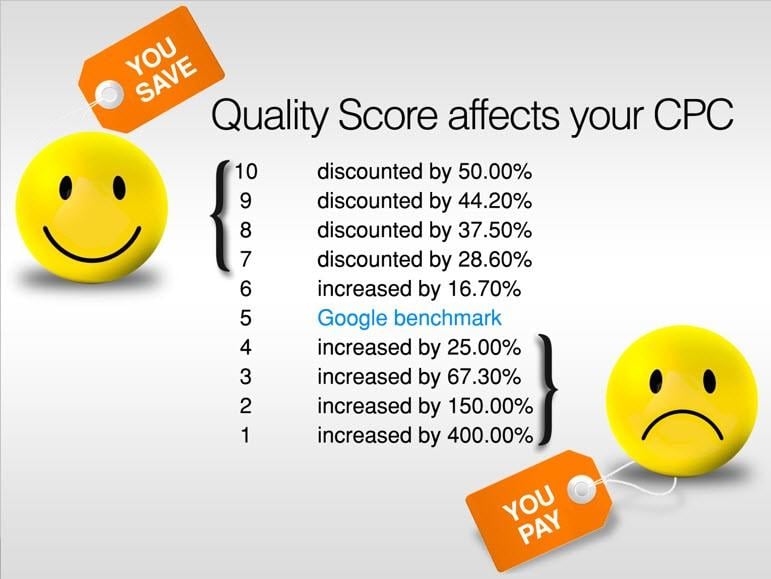 YOU
SAVE
Quality Score affects your CPC
10 discounted by 50.00%
9 discounted by 44.20%
8 discounted by 37.50%
7 discounted by 28.60%
6 increased by 16.70%
5 Google benchmark
4 increased by 25.00%
3 increased by 67.30%
2 increased by 150.00%
1 increased by 400.00%
YOU
PAY